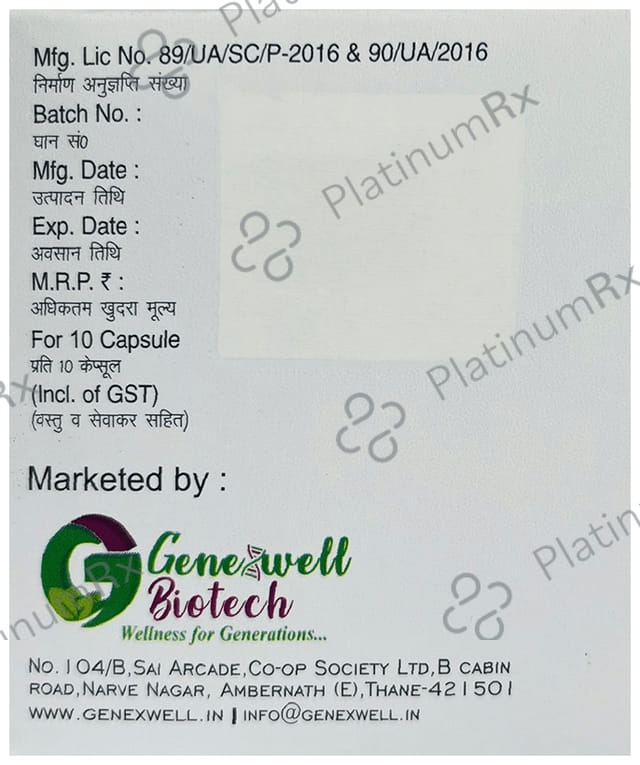 Mfg. Lic No. 89/UA/SC/P-2016 & 90/UA/2016
निर्माण अनुज्ञप्ति संख्या
Batch No. :
घान सं0
Mfg. Date :
उत्पादन तिथि
Exp. Date :
अवसान तिथि
M.R.P. ₹ :
अधिकतम खुदरा मूल्य
For 10 Capsule
प्रति 10 केप्सूल
(Incl. of GST)
(वस्तु व सेवाकर सहित)
Marketed by :
Genexwell
Biotech
Wellness for Generations...
No. 104/B,Sai Arcade,Co-op Society Ltd,B cabin
road,Narve Nagar, Ambernath (E),Thane-421501
www.genexwell.in | info@genexwell.in
PlatinumRx
PlatinumRx
PlatinumRx